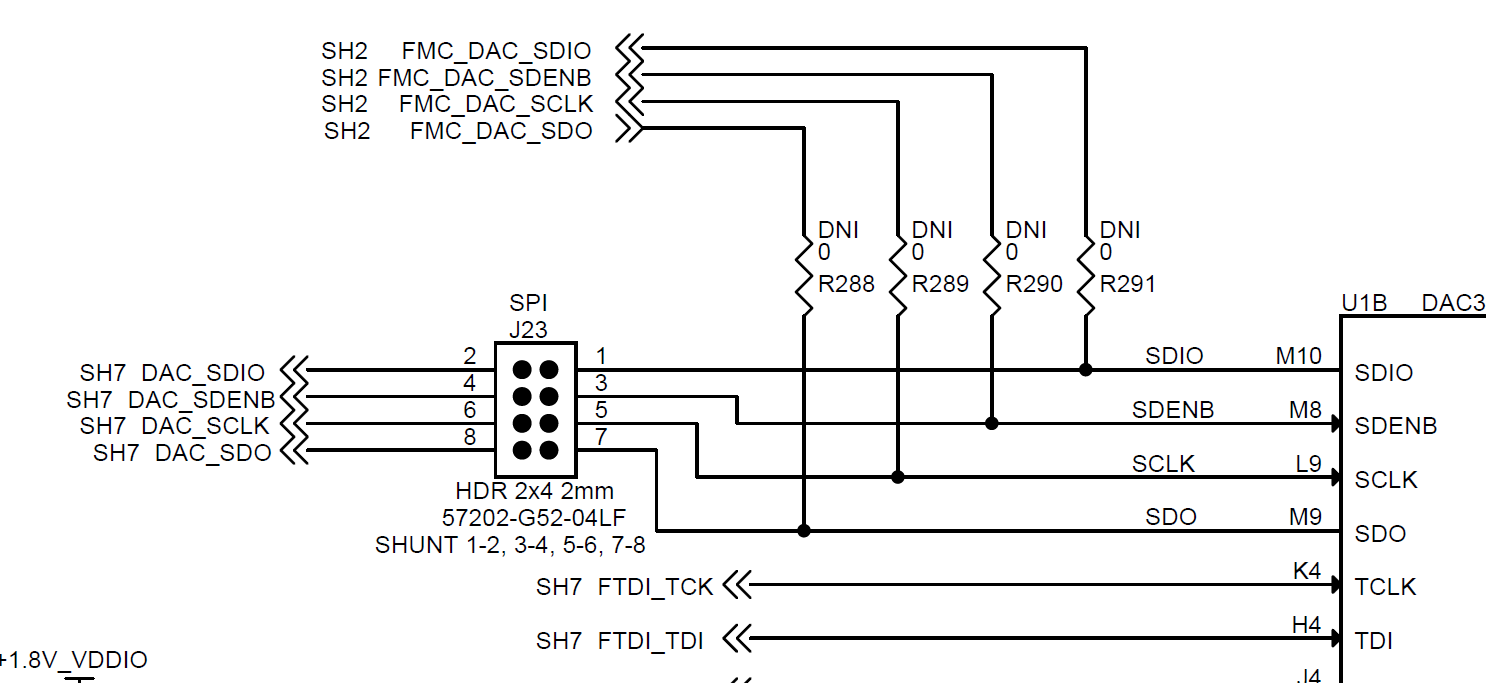 SH2 FMC_DAC_SDIO
SH2 FMC_DAC_SDENB
SH2 FMC_DAC_SCLK
SH2 FMC_DAC_SDO
DNI DNI DNI DNI
0 0 0 0
R288 R289 R290 R291
SPI
J23
U1B DAC3
2 1 SDIO M10
SH7 DAC_SDIO SDIO
4 3
SH7 DAC_SDENB
6 5 SDENB M8
SH7 DAC_SCLK SDENB
8 7
SH7 DAC_SDO
SCLK L9
SCLK
HDR 2x4 2mm
57202-G52-04LF
SDO M9
SDO
SHUNT 1-2, 3-4, 5-6, 7-8
K4
SH7 FTDI_TCK TCLK
H4
SH7 FTDI_TDI TDI
+1.8V_VDDIO
J4